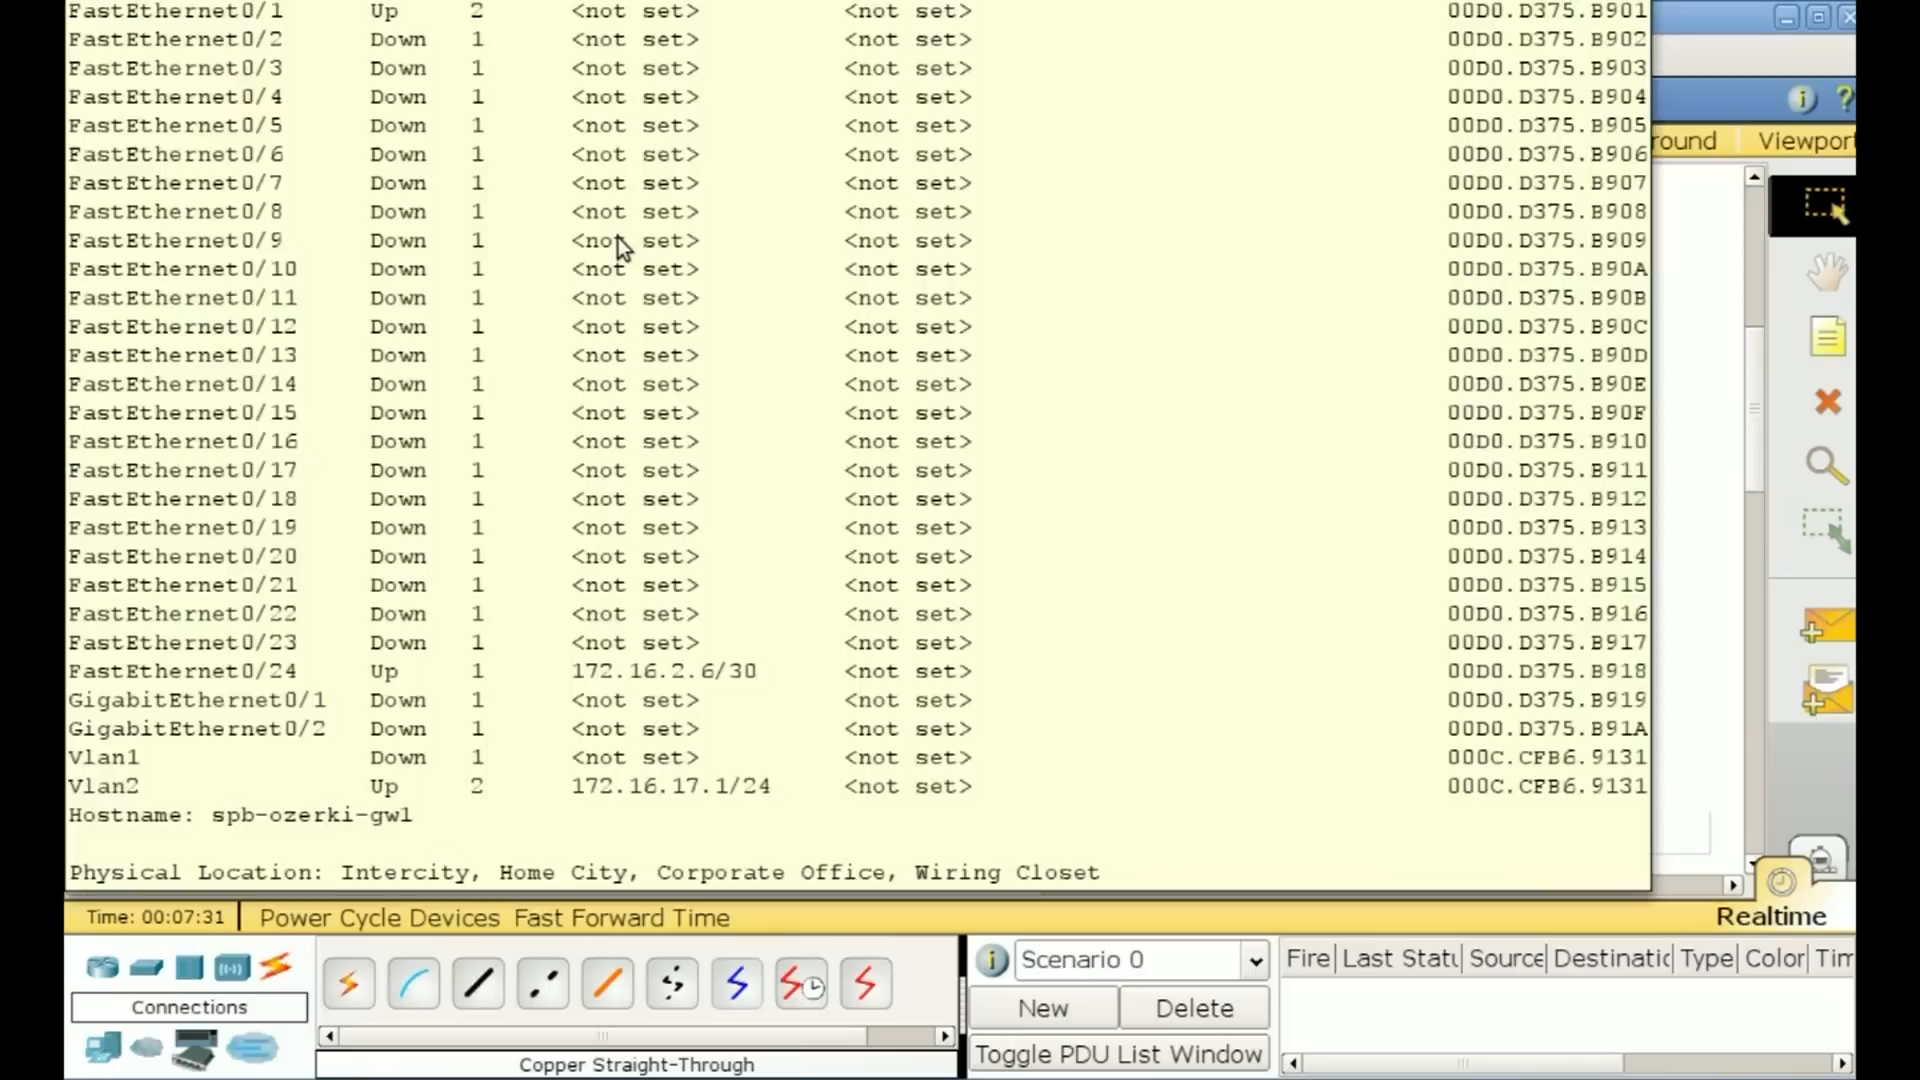 FastEthernet0/1 Up 2 <not set> <not set> 00D0.D375.B901
FastEthernet0/2 Down 1 <not set> <not set> 00D0.D375.B902
FastEthernet0/3 Down 1 <not set> <not set> 00D0.D375.B903
FastEthernet0/4 Down 1 <not set> <not set> 00D0.D375.B904
FastEthernet0/5 Down 1 <not set> <not set> 00D0.D375.B905
round Viewport
FastEthernet0/6 Down 1 <not set> <not set> 00D0.D375.B906
FastEthernet0/7 Down 1 <not set> <not set> 00D0.D375.B907
FastEthernet0/8 Down 1 <not set> <not set> 00D0.D375.B908
FastEthernet0/9 Down 1 <not set> <not set> 00D0.D375.B909
FastEthernet0/10 Down 1 <not set> <not set> 00D0.D375.B90A
FastEthernet0/11 Down 1 <not set> <not set> 00D0.D375.B90B
FastEthernet0/12 Down 1 <not set> <not set> 00D0.D375.B90C
FastEthernet0/13 Down 1 <not set> <not set> 00D0.D375.B90D
FastEthernet0/14 Down 1 <not set> <not set> 00D0.D375.B90E
FastEthernet0/15 Down 1 <not set> <not set> 00D0.D375.B90F
FastEthernet0/16 Down 1 <not set> <not set> 00D0.D375.B910
FastEthernet0/17 Down 1 <not set> <not set> 00D0.D375.B911
FastEthernet0/18 Down 1 <not set> <not set> 00D0.D375.B912
FastEthernet0/19 Down 1 <not set> <not set> 00D0.D375.B913
FastEthernet0/20 Down 1 <not set> <not set> 00D0.D375.B914
FastEthernet0/21 Down 1 <not set> <not set> 00D0.D375.B915
FastEthernet0/22 Down 1 <not set> <not set> 00D0.D375.B916
FastEthernet0/23 Down 1 <not set> <not set> 00D0.D375.B917
FastEthernet0/24 Up 1 172.16.2.6/30 <not set> 00D0.D375.B918
GigabitEthernet0/1 Down 1 <not set> <not set> 00D0.D375.B919
GigabitEthernet0/2 Down 1 <not set> <not set> 00D0.D375.B91A
Vlan1 Down 1 <not set> <not set> 000C.CFB6.9131
Vlan2 Up 2 172.16.17.1/24 <not set> 000C.CFB6.9131
Hostname: spb-ozerki-gw1
Physical Location: Intercity, Home City, Corporate Office, Wiring Closet
Time: 00:07:31 Power Cycle Devices Fast Forward Time Realtime
Scenario 0
Fire Last Statu Source Destinatic Type Color Tim
Connections
New Delete
Toggle PDU List Window
Copper Straight-Through